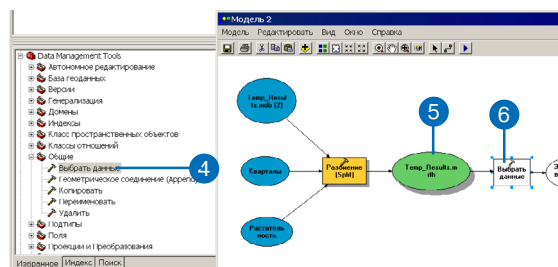 Data Management Tools
Автономное редактирование
База геоданных
Версии
Генерализация
Домены
Индексы
Класс пространственных объектов
Классы отношений
Общие
Выбрать данные
Геометрическое соединение (Append)
Копировать
Переименовать
Удалить
Подтипы
Поля
Проекции и Преобразования
Избранное Индекс Поиск
4
Модель 2
Модель Редактировать Вид Окно Справка
Temp_Resul
ts.mdb (2)
Кварталы
Раститель
ность
Разбиение
(Split)
5
Temp_Results.m
db
6
Выбрать
данные